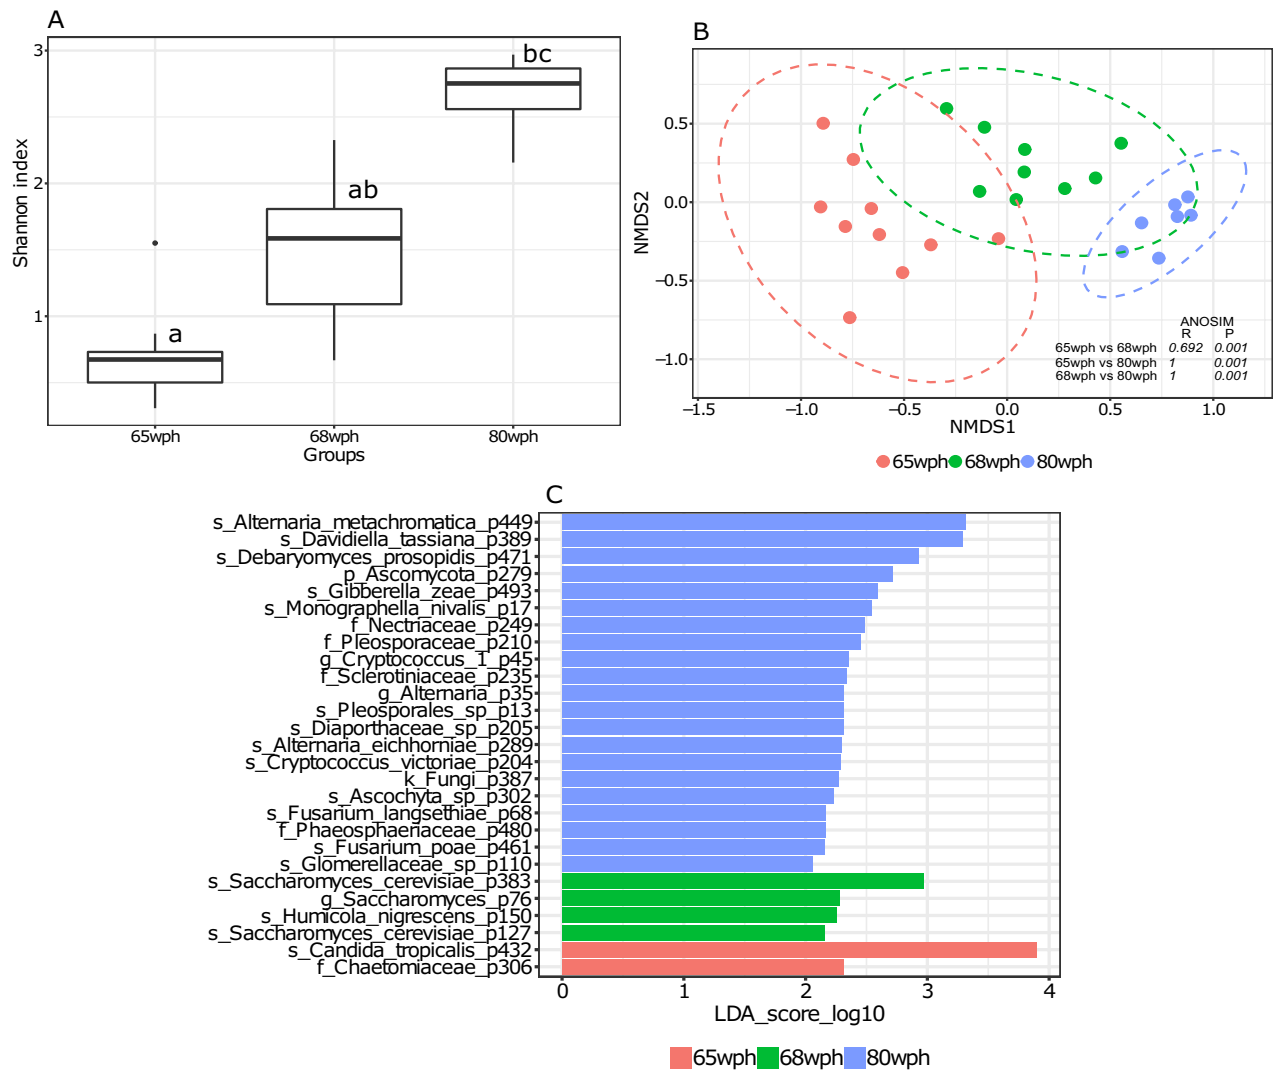 A
Shannon index
3
2
1
a
ab
bc
65wph 68wph 80wph
Groups
B
NMDS2
0.5
0.0
−0.5
−1.0
ANOSIM
R P
65wph vs 68wph 0.692 0.001
65wph vs 80wph 1 0.001
68wph vs 80wph 1 0.001
−1.5 −1.0 −0.5 0.0 0.5 1.0
NMDS1
65wph 68wph 80wph
C
s_Alternaria_metachromatica_p449
s_Davidiella_tassiana_p389
s_Debaryomyces_prosopidis_p471
p_Ascomycota_p279
s_Gibberella_zeae_p493
s_Monographella_nivalis_p17
f_Nectriaceae_p249
f_Pleosporaceae_p210
g_Cryptococcus_1_p45
f_Sclerotiniaceae_p235
g_Alternaria_p35
s_Pleosporales_sp_p13
s_Diaporthaceae_sp_p205
s_Alternaria_eichhorniae_p289
s_Cryptococcus_victoriae_p204
k_Fungi_p387
s_Ascochyta_sp_p302
s_Fusarium_langsethiae_p68
f_Phaeosphaeriaceae_p480
s_Fusarium_poae_p461
s_Glomerellaceae_sp_p110
s_Saccharomyces_cerevisiae_p383
g_Saccharomyces_p76
s_Humicola_nigrescens_p150
s_Saccharomyces_cerevisiae_p127
s_Candida_tropicalis_p432
f_Chaetomiaceae_p306
0 1 2 3 4
LDA_score_log10
65wph 68wph 80wph